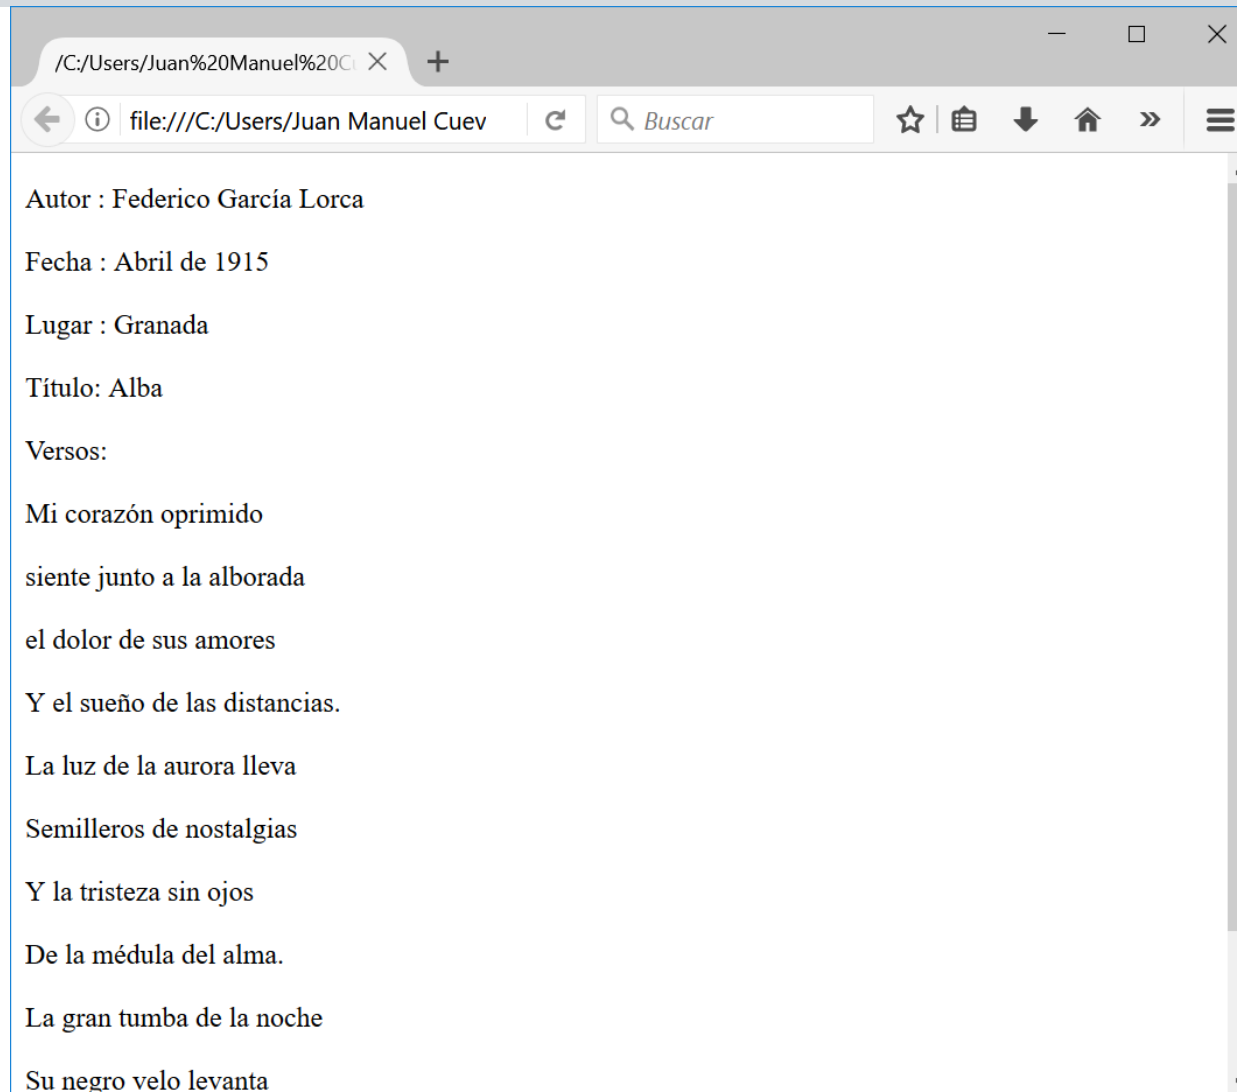 /C:/Users/Juan%20Manuel%20C
file:///C:/Users/Juan Manuel Cuev
Buscar
Autor : Federico García Lorca
Fecha : Abril de 1915
Lugar : Granada
Título: Alba
Versos:
Mi corazón oprimido
siente junto a la alborada
el dolor de sus amores
Y el sueño de las distancias.
La luz de la aurora lleva
Semilleros de nostalgias
Y la tristeza sin ojos
De la médula del alma.
La gran tumba de la noche
Su negro velo levanta